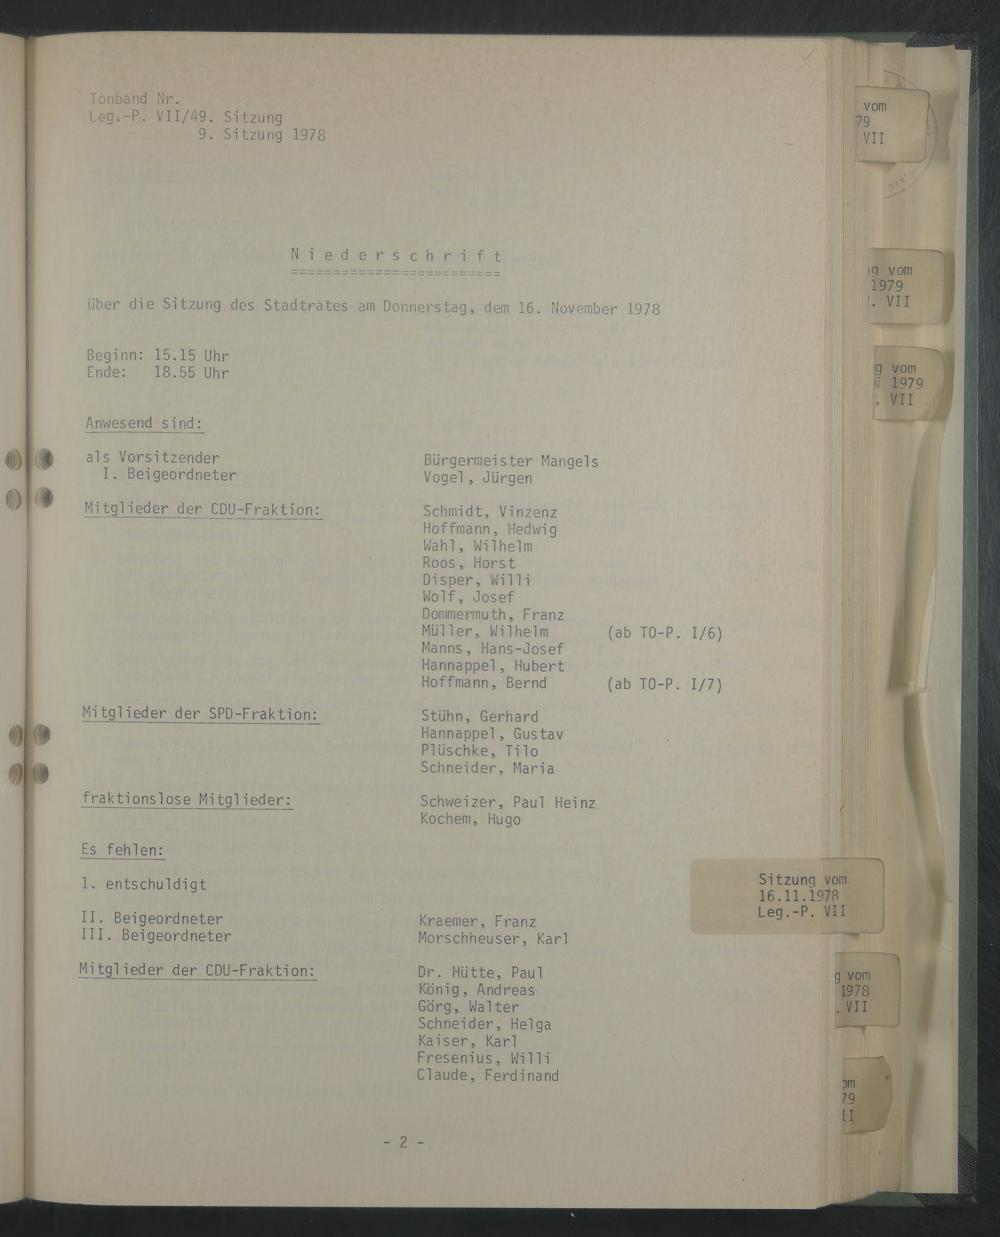 Tonband Nr.
Leg.-P. VII/49. Sitzung
9. Sitzung 1978
N i e d e r s c h r i f t
=========================
über die Sitzung des Stadtrates am Donnerstag, dem 16. November 1978
Beginn: 15.15 Uhr
Ende: 18.55 Uhr
Anwesend sind:
als Vorsitzender Bürgermeister Mangels
I. Beigeordneter Vogel, Jürgen
Mitglieder der CDU-Fraktion: Schmidt, Vinzenz
Hoffmann, Hedwig
Wahl, Wilhelm
Roos, Horst
Disper, Willi
Wolf, Josef
Dommermuth, Franz
Müller, Wilhelm (ab TO-P. I/6)
Manns, Hans-Josef
Hannappel, Hubert
Hoffmann, Bernd (ab TO-P. I/7)
Mitglieder der SPD-Fraktion: Stühn, Gerhard
Hannappel, Gustav
Plüschke, Tilo
Schneider, Maria
fraktionslose Mitglieder: Schweizer, Paul Heinz
Kochem, Hugo
Es fehlen:
1. entschuldigt
II. Beigeordneter Kraemer, Franz
III. Beigeordneter Morschheuser, Karl
Mitglieder der CDU-Fraktion: Dr. Hütte, Paul
König, Andreas
Görg, Walter
Schneider, Helga
Kaiser, Karl
Fresenius, Willi
Claude, Ferdinand
- 2 -
vom
79
VII
vom
1979
. VII
g vom
1979
. VII
Sitzung vom
16.11.1978
Leg.-P. VII
g vom
1978
. VII
om
79
II